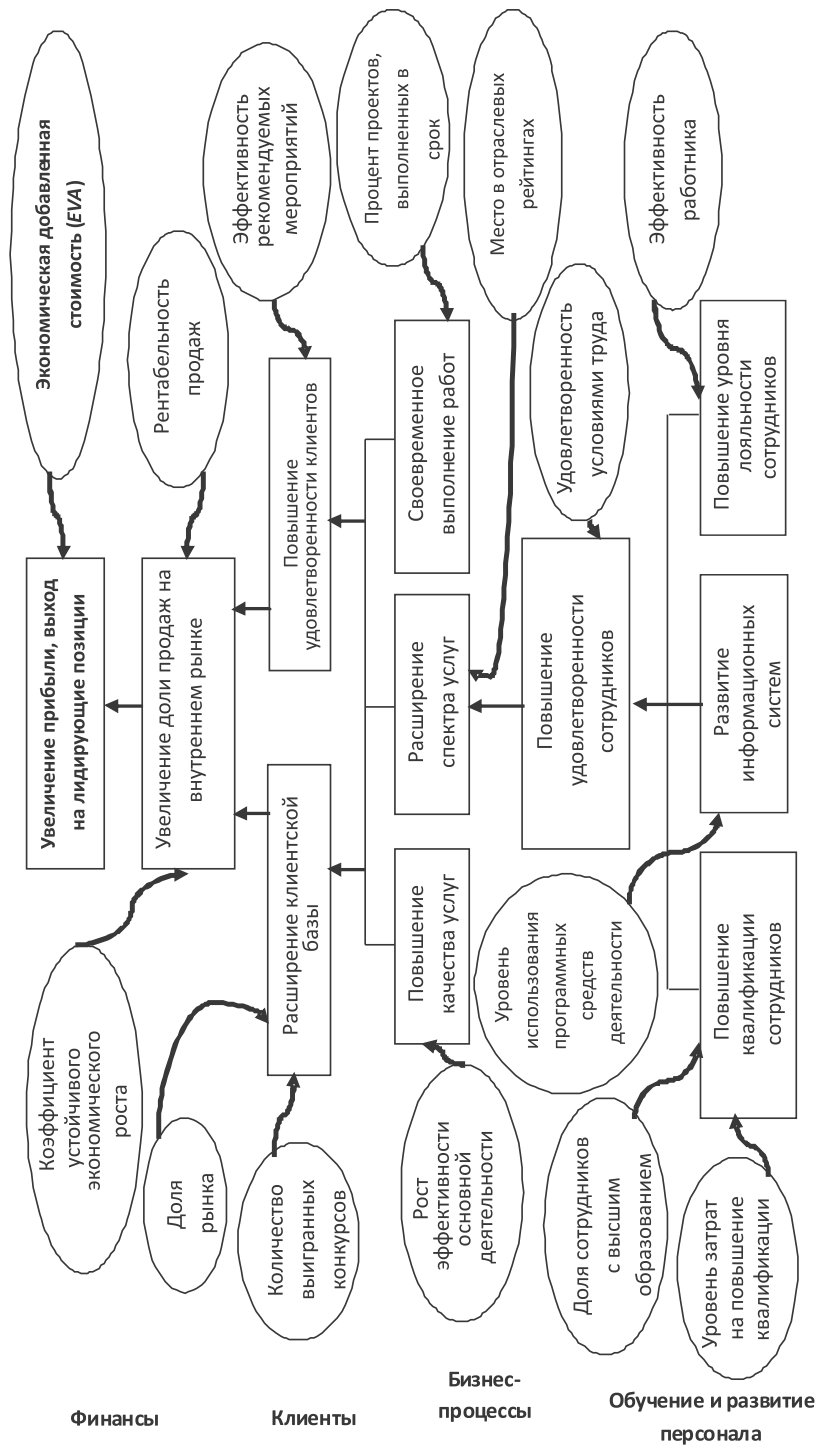 Финансы
Коэффициент
устойчивого
экономического
роста
Увеличение прибыли, выход
на лидирующие позиции
Экономическая добавленная
стоимость (EVA)
Увеличение доли продаж на
внутреннем рынке
Рентабельность
продаж
Клиенты
Доля
рынка
Количество
выигранных
конкурсов
Расширение клиентской
базы
Повышение
удовлетворенности клиентов
Эффективность
рекомендуемых
мероприятий
Бизнес-
процессы
Рост
эффективности
основной
деятельности
Повышение
качества услуг
Расширение
спектра услуг
Своевременное
выполнение работ
Процент проектов,
выполненных в
срок
Место в отраслевых
рейтингах
Обучение и развитие
персонала
Доля сотрудников
с высшим
образованием
Уровень
использования
программных
средств
деятельности
Повышение
удовлетворенности
сотрудников
Удовлетворенность
условиями труда
Уровень затрат
на повышение
квалификации
Повышение
квалификации
сотрудников
Развитие
информационных
систем
Повышение уровня
лояльности
сотрудников
Эффективность
работника